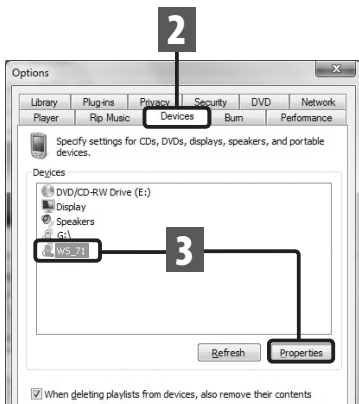 2
Options
Library Plug-ins Privacy Security DVD Network
Player Rip Music Devices Burn Performance
Specify settings for CDs, DVDs, displays, speakers, and portable
devices.
Devices
DVD/CD-RW Drive (E:)
Display
Speakers
G:\
WS_71
3
Refresh Properties
When deleting playlists from devices, also remove their contents